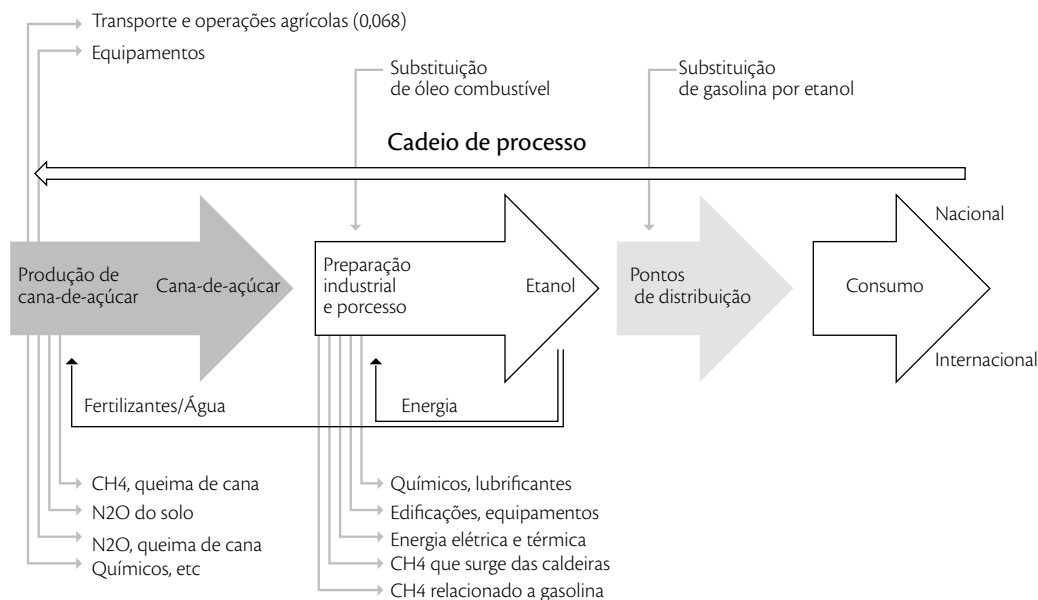 Transporte e operações agrícolas (0,068)
Equipamentos
Substituição
de óleo combustível
Substituição
de gasolina por etanol
Cadeio de processo
Produção de
cana-de-açúcar
Cana-de-açúcar
Preparação
industrial
e porcesso
Etanol
Pontos
de distribuição
Consumo
Nacional
Internacional
Fertilizantes/Água
Energia
CH4, queima de cana
N2O do solo
N2O, queima de cana
Químicos, etc
Químicos, lubrificantes
Edificações, equipamentos
Energia elétrica e térmica
CH4 que surge das caldeiras
CH4 relacionado a gasolina